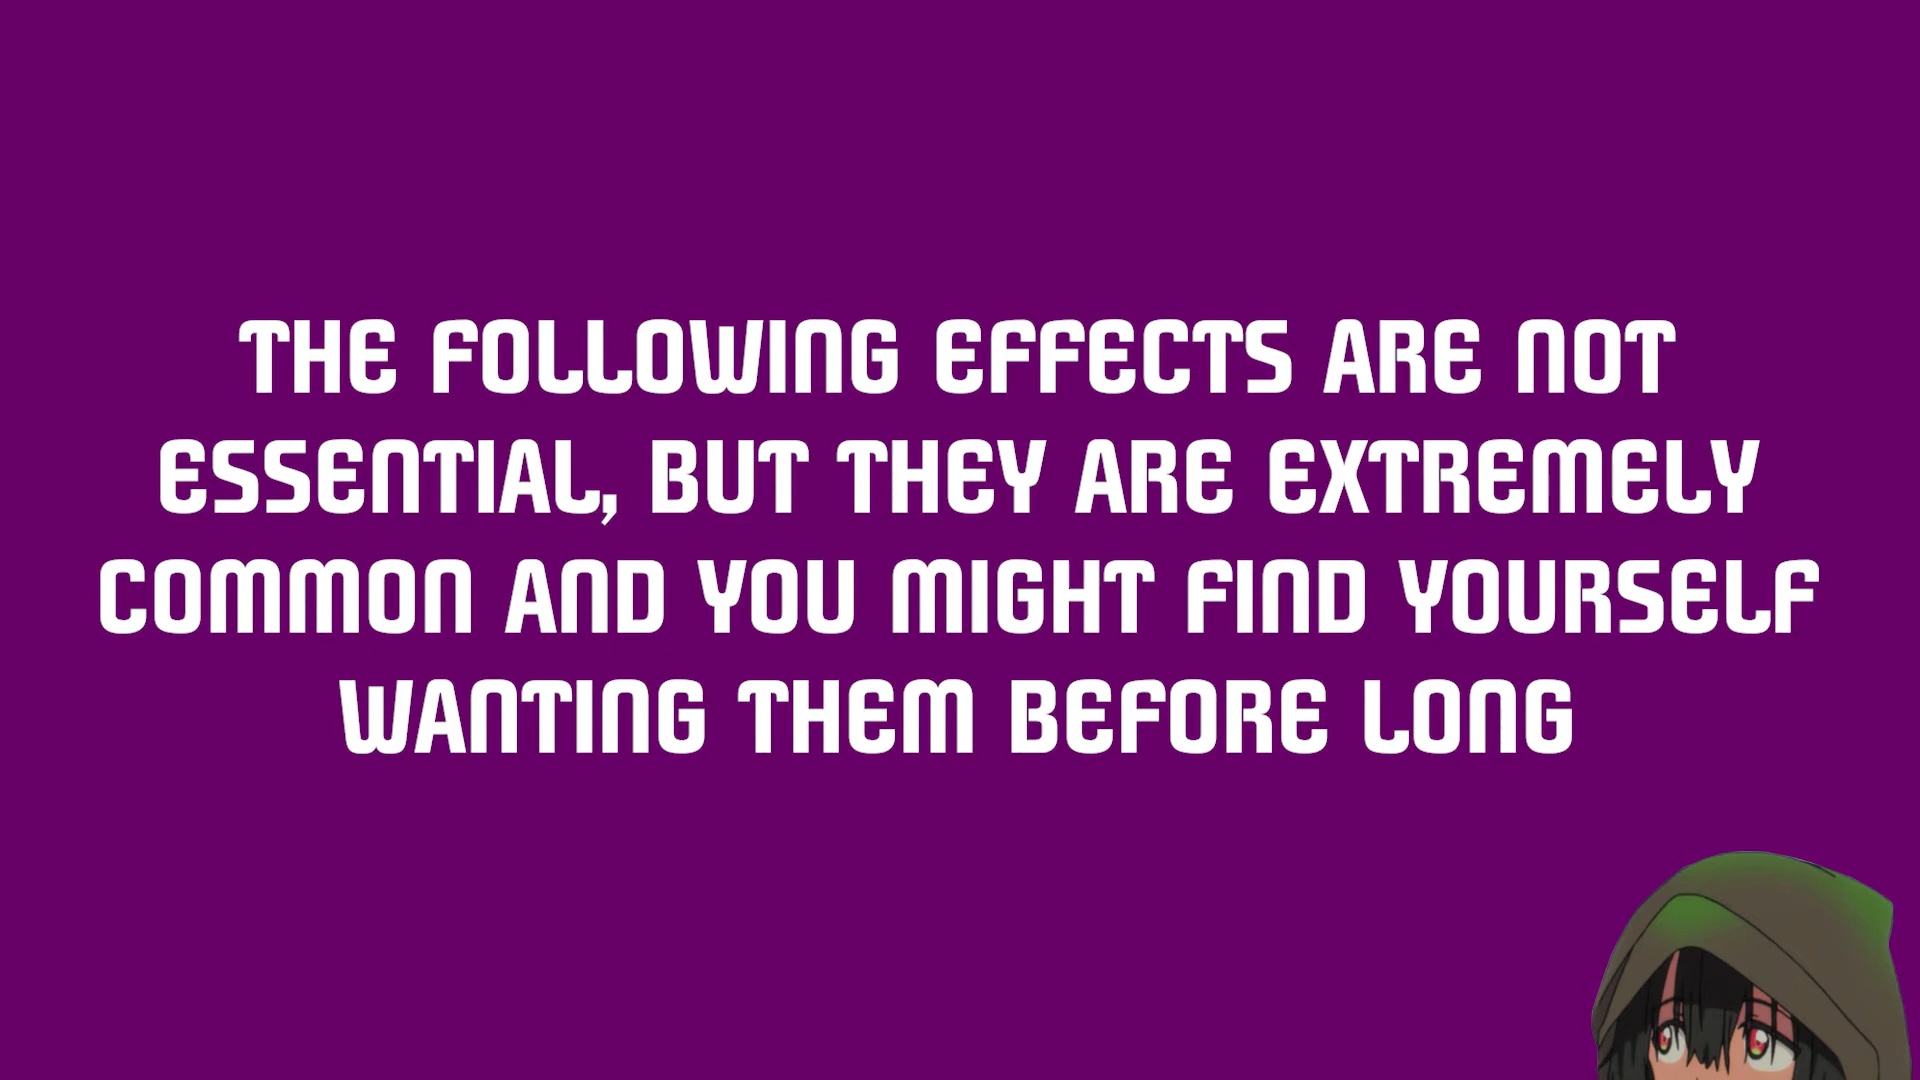 THE FOLLOWING EFFECTS ARE NOT
ESSENTIAL, BUT THEY ARE EXTREMELY
COMMON AND YOU MIGHT FIND YOURSELF
WANTING THEM BEFORE LONG